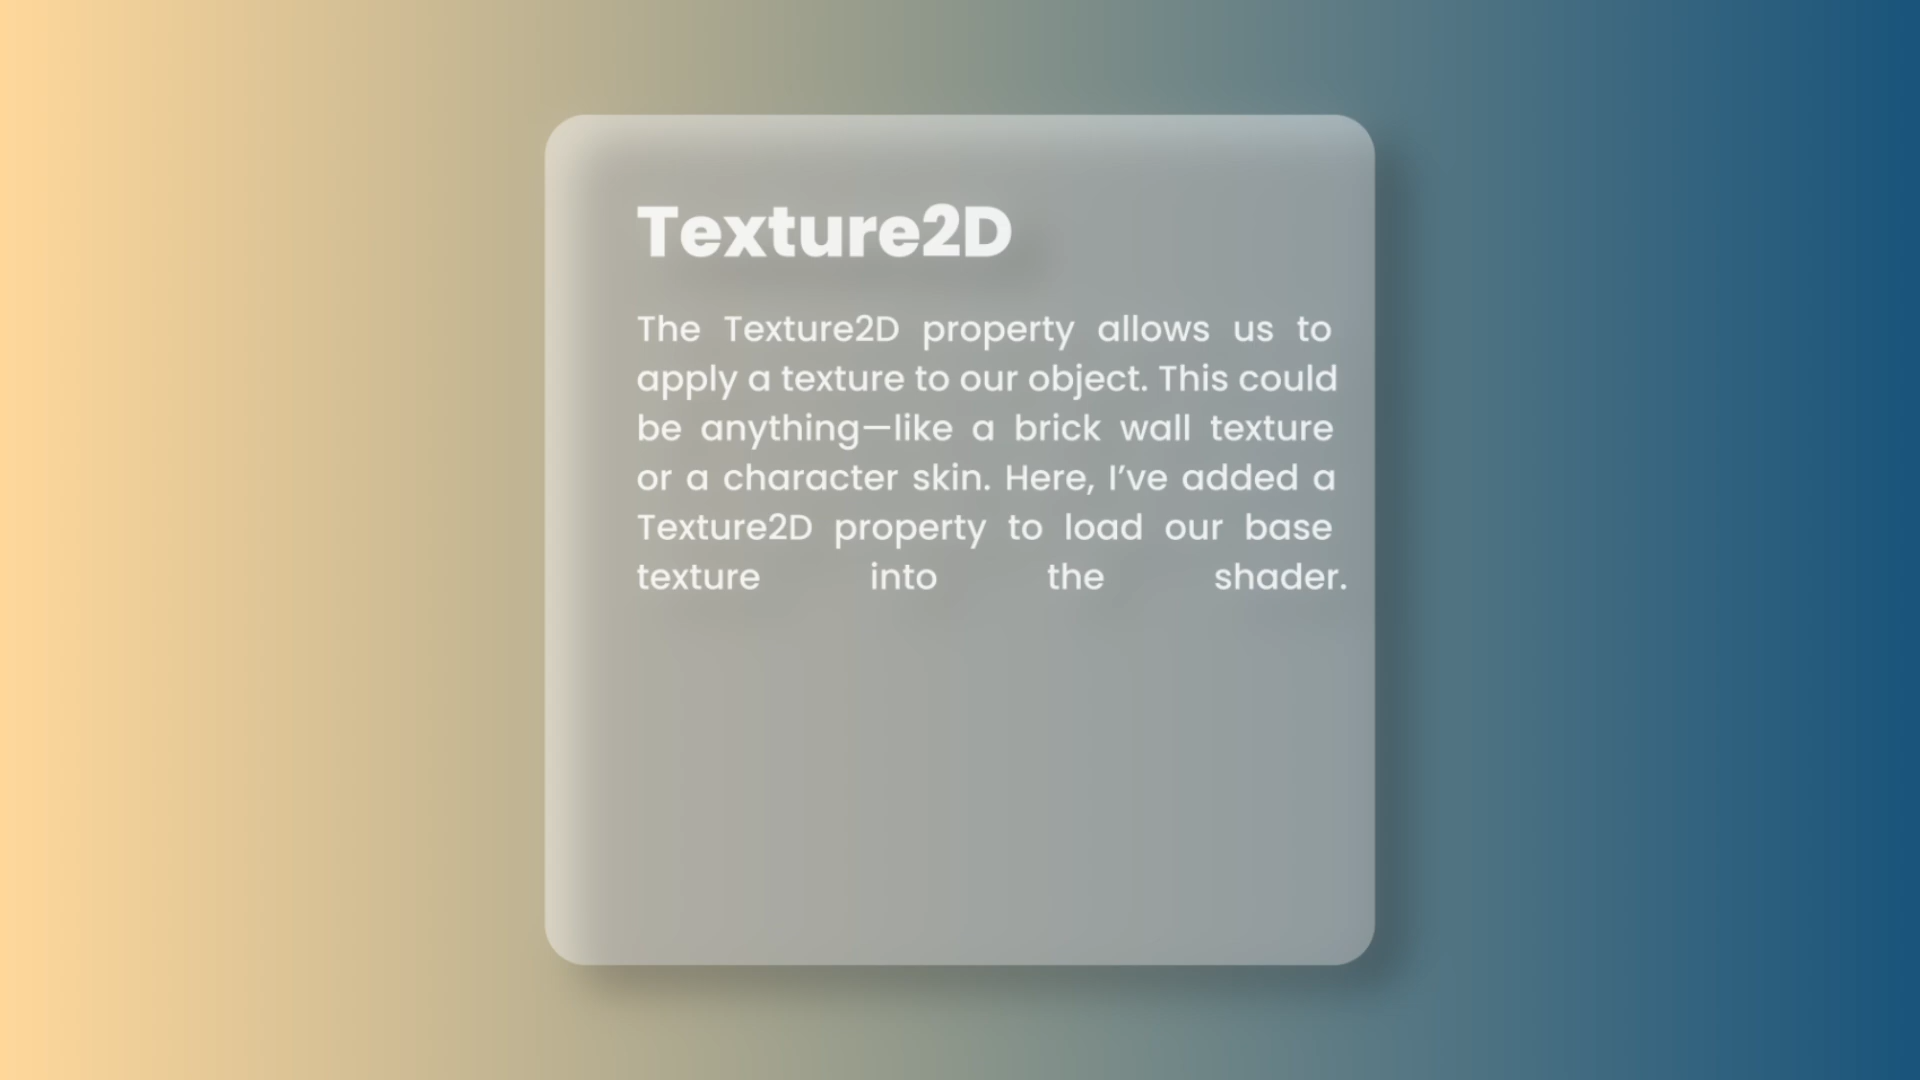 Texture2D
The Texture2D property allows us to
apply a texture to our object. This could
be anything—like a brick wall texture
or a character skin. Here, I’ve added a
Texture2D property to load our base
texture into the shader.